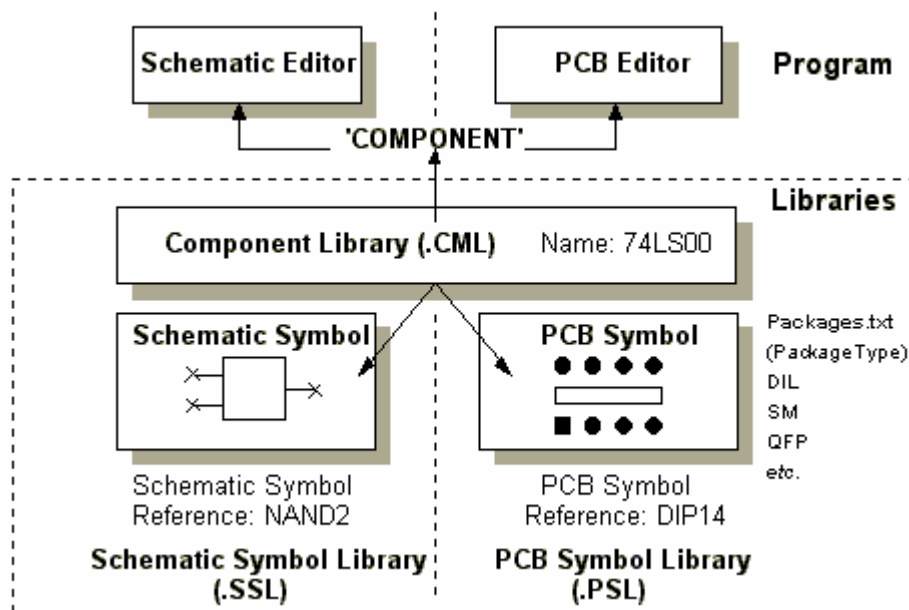 Schematic Editor
PCB Editor
Program
'COMPONENT'
Libraries
Component Library (.CML)
Name: 74LS00
Schematic Symbol
PCB Symbol
Packages.txt
(PackageType)
DIL
SM
QFP
etc.
Schematic Symbol
Reference: NAND2
PCB Symbol
Reference: DIP14
Schematic Symbol Library
(.SSL)
PCB Symbol Library
(.PSL)